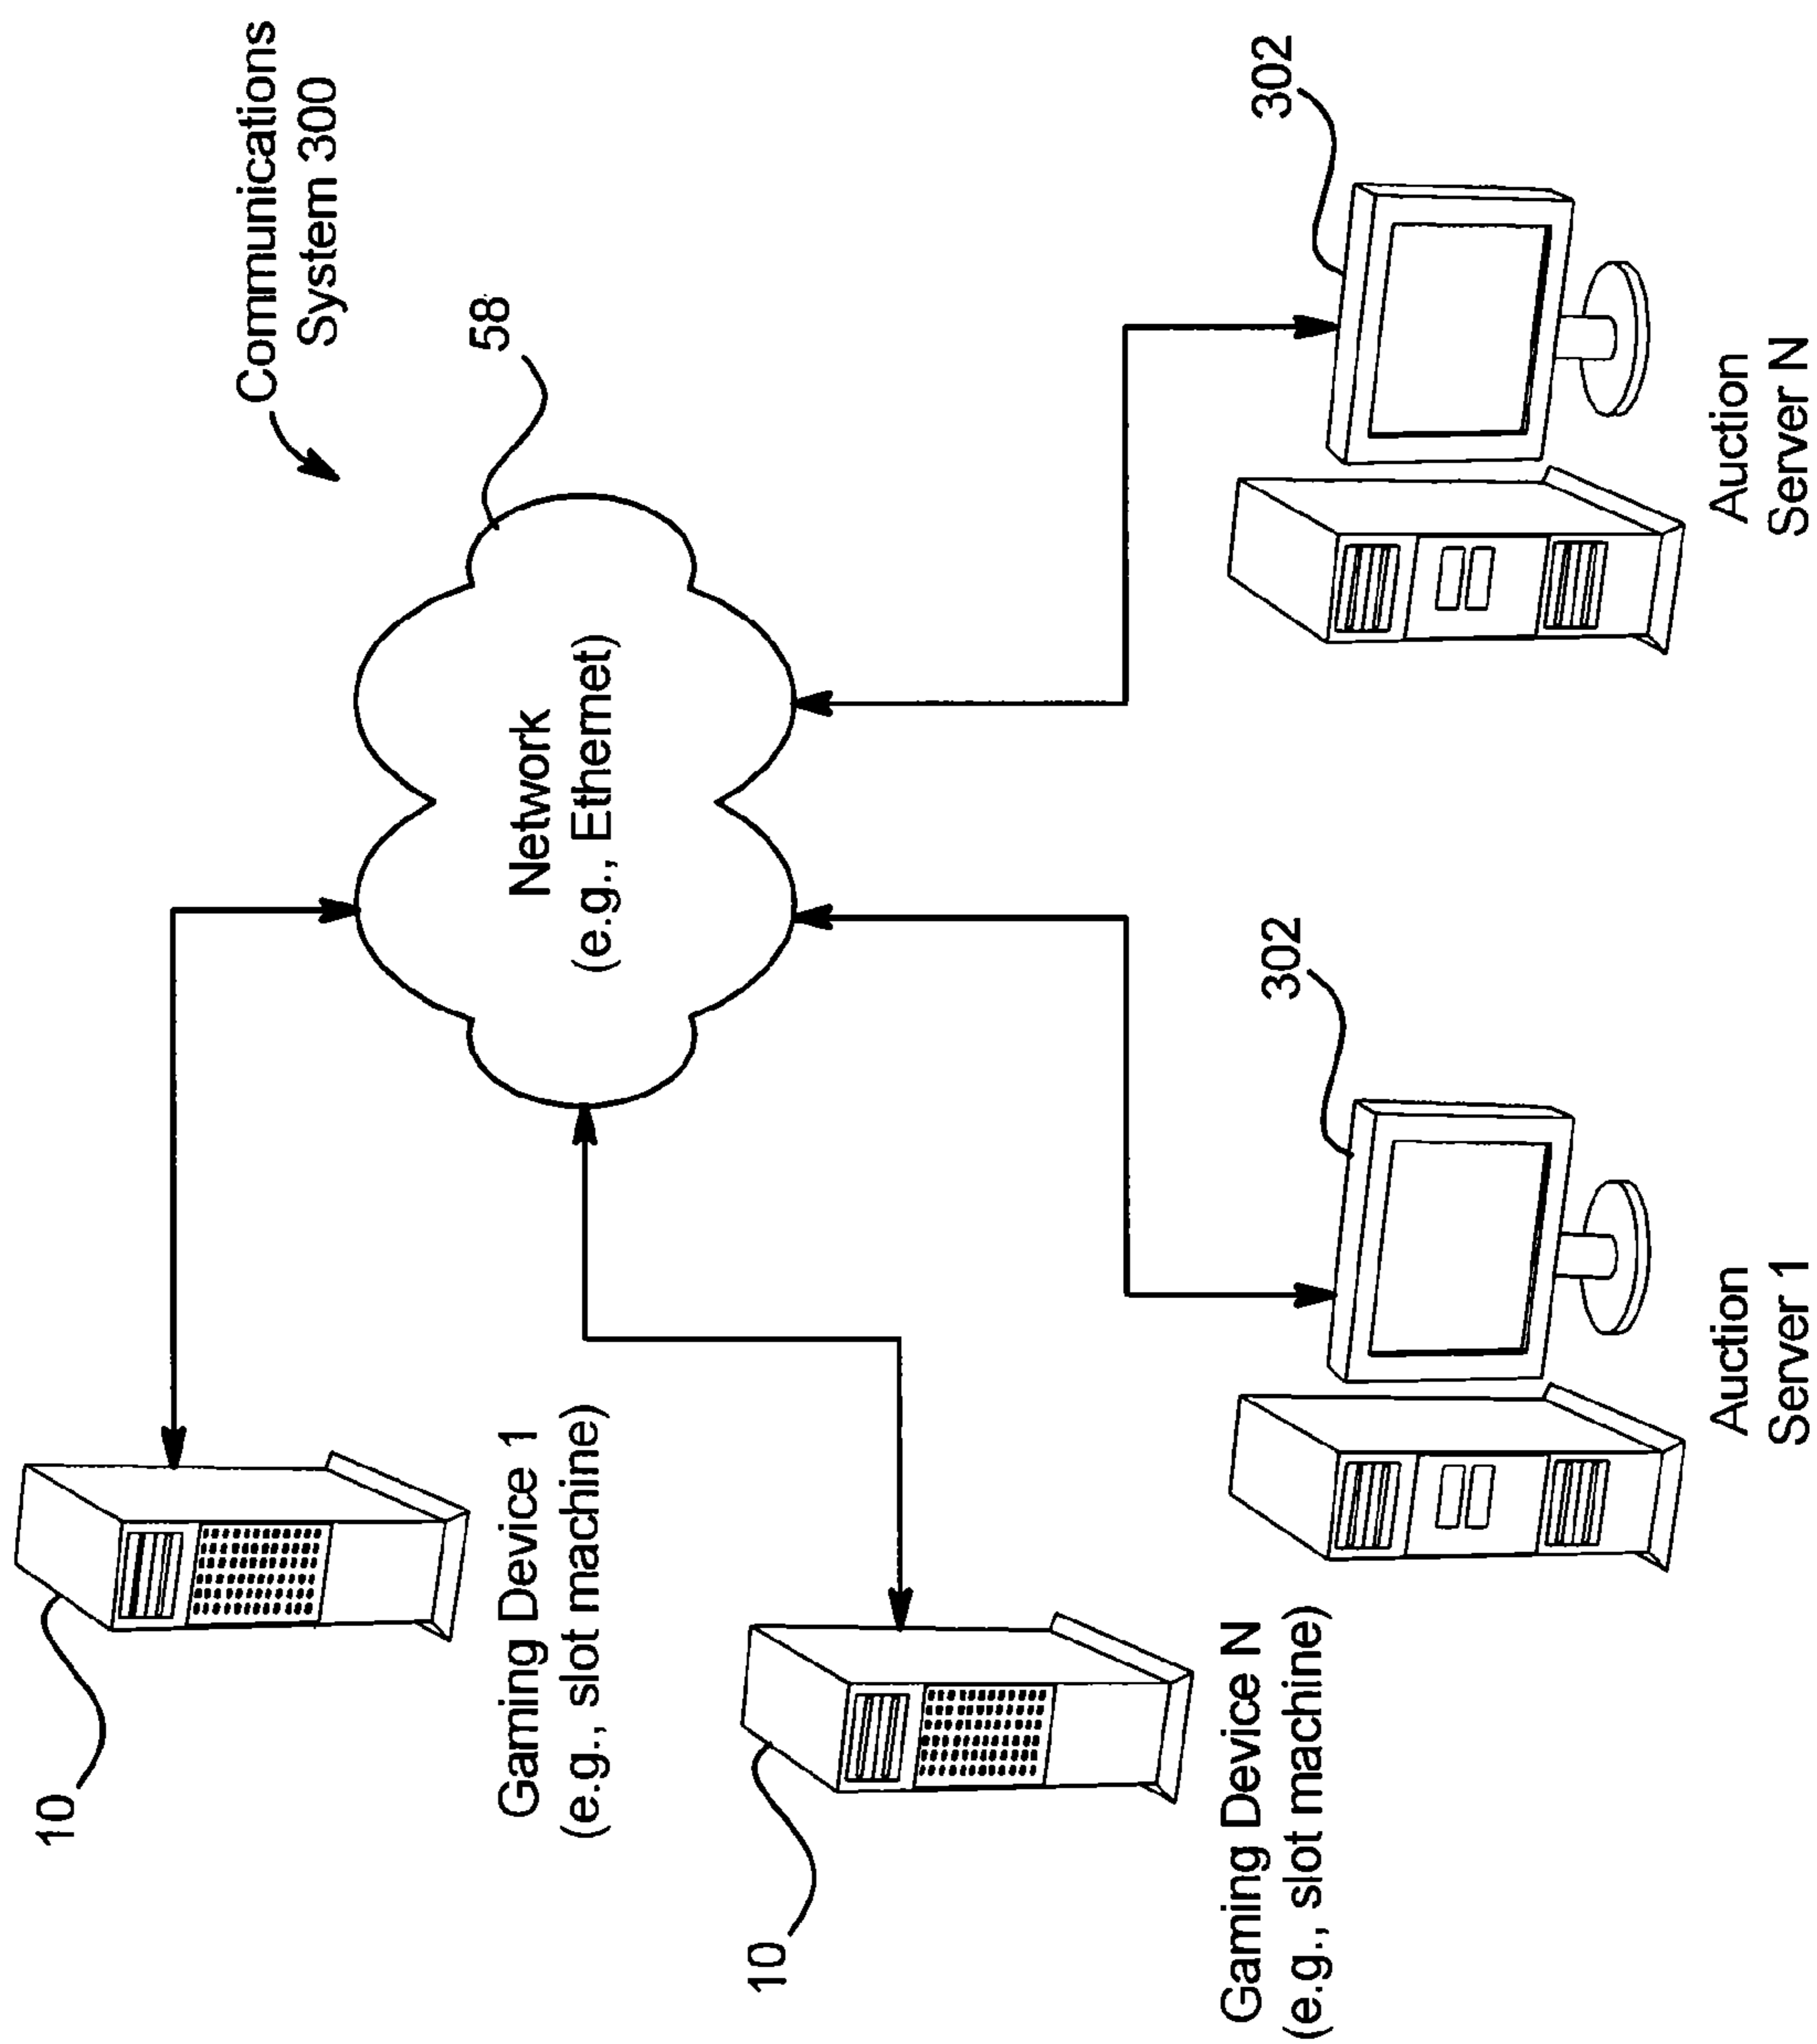 Communications
System 300
58
Network
(e.g., Ethernet)
10
Gaming Device 1
(e.g., slot machine)
10
Gaming Device N
(e.g., slot machine)
302
Auction
Server 1
302
Auction
Server N